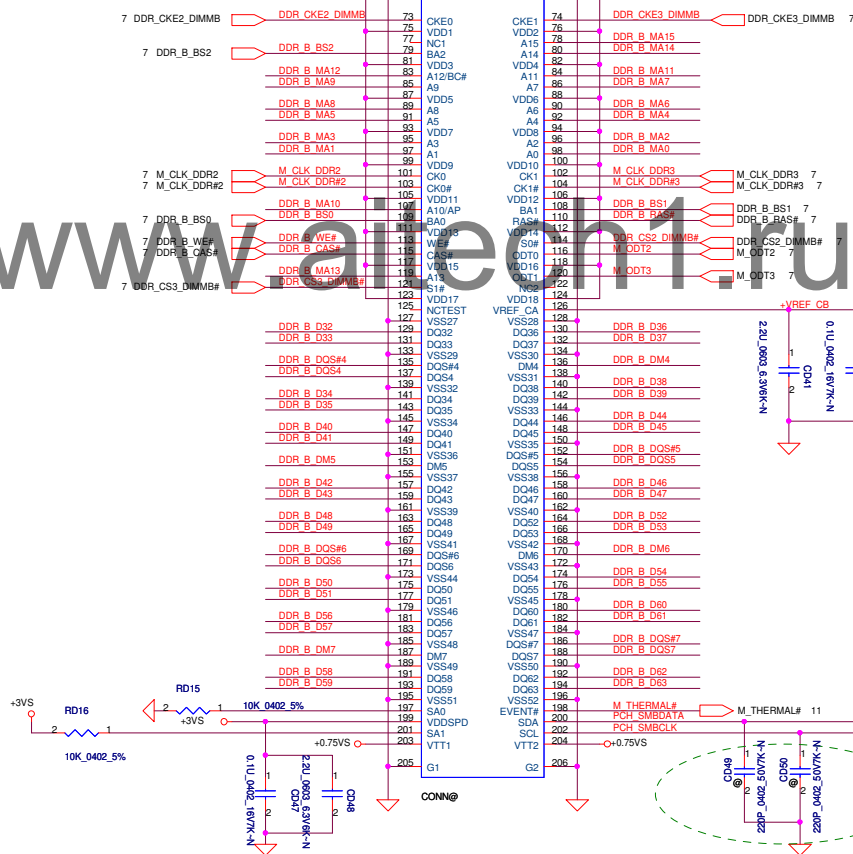 7 DDR_CKE2_DIMMB DDR_CKE2_DIMMB 73 CKE0 CKE1 74 DDR_CKE3_DIMMB DDR_CKE3_DIMMB 7
75 VDD1 VDD2 76
77 NC1 A15 78 DDR_B_MA15
7 DDR_B_BS2 DDR_B_BS2 79 BA2 A14 80 DDR_B_MA14
81 VDD3 VDD4 82
DDR_B_MA12 83 A12/BC# A11 84 DDR_B_MA11
DDR_B_MA9 85 A9 A7 86 DDR_B_MA7
87 VDD5 VDD6 88
DDR_B_MA8 89 A8 A6 90 DDR_B_MA6
DDR_B_MA5 91 A5 A4 92 DDR_B_MA4
93 VDD7 VDD8 94
DDR_B_MA3 95 A3 A2 96 DDR_B_MA2
DDR_B_MA1 97 A1 A0 98 DDR_B_MA0
99 VDD9 VDD10 100
7 M_CLK_DDR2 M_CLK_DDR2 101 CK0 CK1 102 M_CLK_DDR3 M_CLK_DDR3 7
7 M_CLK_DDR#2 M_CLK_DDR#2 103 CK0# CK1# 104 M_CLK_DDR#3 M_CLK_DDR#3 7
105 VDD11 VDD12 106
DDR_B_MA10 107 A10/AP BA1 108 DDR_B_BS1 DDR_B_BS1 7
7 DDR_B_BS0 DDR_B_BS0 109 BA0 RAS# 110 DDR_B_RAS# DDR_B_RAS# 7
111 VDD13 VDD14 112
7 DDR_B_WE# DDR_B_WE# 113 WE# S0# 114 DDR_CS2_DIMMB# DDR_CS2_DIMMB# 7
7 DDR_B_CAS# DDR_B_CAS# 115 CAS# ODT0 116 M_ODT2 M_ODT2 7
117 VDD15 VDD16 118
DDR_B_MA13 119 A13 ODT1 120 M_ODT3 M_ODT3 7
7 DDR_CS3_DIMMB# DDR_CS3_DIMMB# 121 S1# NC2 122
123 VDD17 VDD18 124
125 NCTEST VREF_CA 126 +VREF_CB
127 VSS27 VSS28 128
DDR_B_D32 129 DQ32 DQ36 130 DDR_B_D36
DDR_B_D33 131 DQ33 DQ37 132 DDR_B_D37
133 VSS29 VSS30 134
DDR_B_DQS#4 135 DQS#4 DM4 136 DDR_B_DM4
DDR_B_DQS4 137 DQS4 VSS31 138
139 VSS32 DQ38 140 DDR_B_D38
DDR_B_D34 141 DQ34 DQ39 142 DDR_B_D39
DDR_B_D35 143 DQ35 VSS33 144
145 VSS34 DQ44 146 DDR_B_D44
DDR_B_D40 147 DQ40 DQ45 148 DDR_B_D45
DDR_B_D41 149 DQ41 VSS35 150
151 VSS36 DQS#5 152 DDR_B_DQS#5
DDR_B_DM5 153 DM5 DQS5 154 DDR_B_DQS5
155 VSS37 VSS38 156
DDR_B_D42 157 DQ42 DQ46 158 DDR_B_D46
DDR_B_D43 159 DQ43 DQ47 160 DDR_B_D47
161 VSS39 VSS40 162
DDR_B_D48 163 DQ48 DQ52 164 DDR_B_D52
DDR_B_D49 165 DQ49 DQ53 166 DDR_B_D53
167 VSS41 VSS42 168
DDR_B_DQS#6 169 DQS#6 DM6 170 DDR_B_DM6
DDR_B_DQS6 171 DQS6 VSS43 172
173 VSS44 DQ54 174 DDR_B_D54
DDR_B_D50 175 DQ50 DQ55 176 DDR_B_D55
DDR_B_D51 177 DQ51 VSS45 178
179 VSS46 DQ60 180 DDR_B_D60
DDR_B_D56 181 DQ56 DQ61 182 DDR_B_D61
DDR_B_D57 183 DQ57 VSS47 184
185 VSS48 DQS#7 186 DDR_B_DQS#7
DDR_B_DM7 187 DM7 DQS7 188 DDR_B_DQS7
189 VSS49 VSS50 190
DDR_B_D58 191 DQ58 DQ62 192 DDR_B_D62
DDR_B_D59 193 DQ59 DQ63 194 DDR_B_D63
195 VSS51 VSS52 196
197 SA0 EVENT# 198 M_THERMAL# M_THERMAL# 11
199 VDDSPD SDA 200 PCH_SMBDATA
201 SA1 SCL 202 PCH_SMBCLK
+0.75VS 203 VTT1 VTT2 204 +0.75VS
205 G1 G2 206
CONN@
www.aitech1.ru
2.2U_0603_6.3V6K~N
1 CD41 2
0.1U_0402_16V7K~N
+3VS
RD16
2 1
10K_0402_5%
RD15
2 1
10K_0402_5%
+3VS
0.1U_0402_16V7K~N
1 CD47 2
2.2U_0603_6.3V6K~N
1 CD48 2
CD49
1 @ 2
220P_0402_50V7K~N
CD50
1 @ 2
220P_0402_50V7K~N